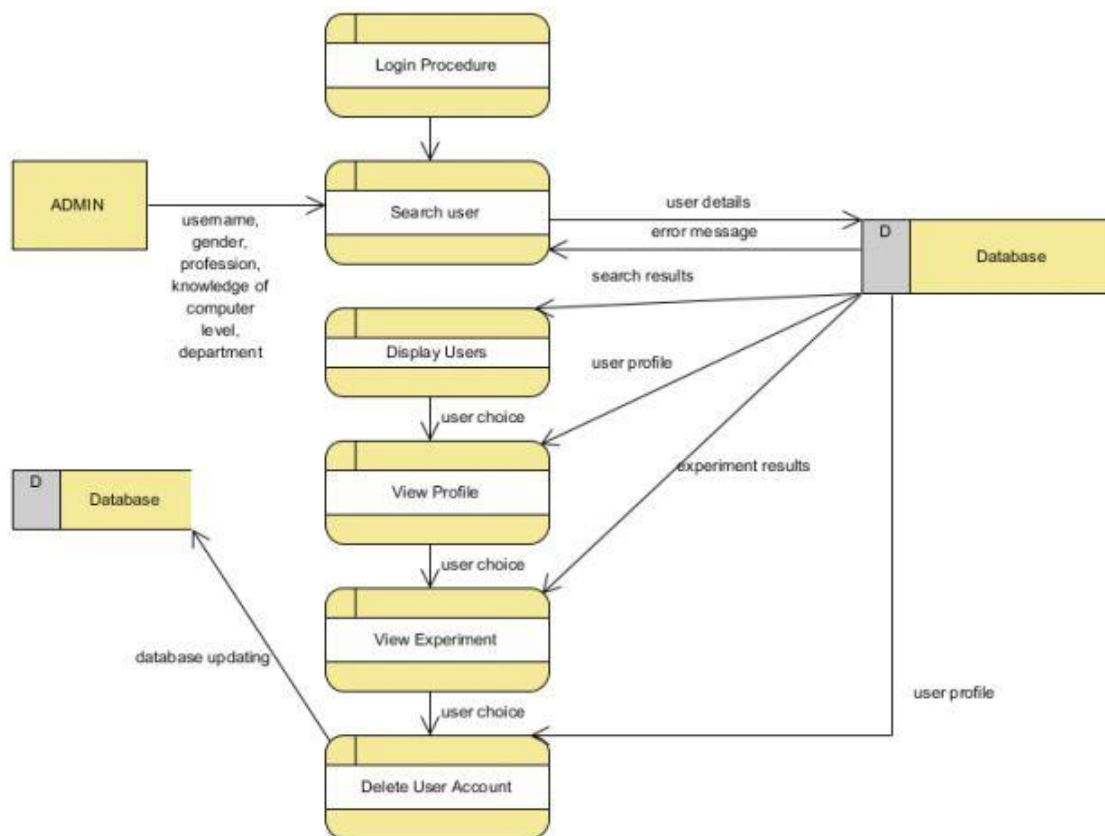 Login Procedure
ADMIN
username,
gender,
profession,
knowledge of
computer
level,
department
Search user
user details
error message
D
Database
search results
Display Users
user profile
user choice
experiment results
View Profile
D
Database
user choice
View Experiment
database updating
user choice
user profile
Delete User Account